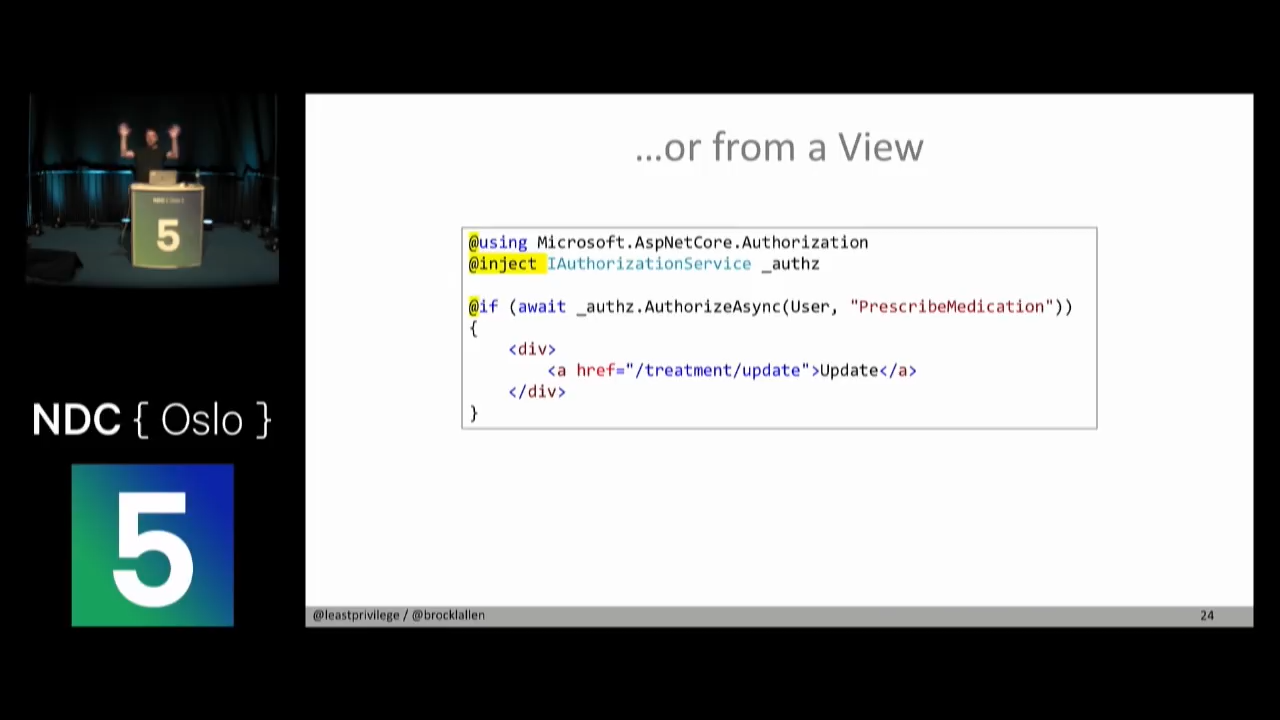 ...or from a View
@using Microsoft.AspNetCore.Authorization
@inject IAuthorizationService _authz
@if (await _authz.AuthorizeAsync(User, "PrescribeMedication"))
{
<div>
<a href="/treatment/update">Update</a>
</div>
}
@leastprivilege / @brocklallen
24
5
NDC { Oslo }
5